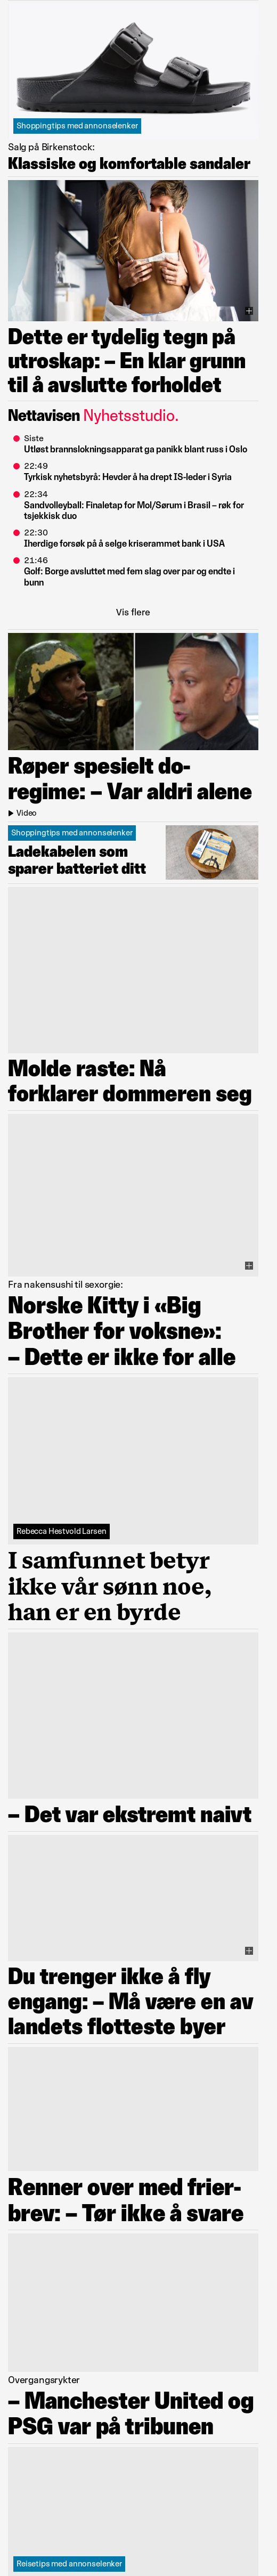 Shoppingtips med annonselenker
Salg på Birkenstock:
Klassiske og komfortable sandaler
Dette er tydelig tegn på
utroskap: – En klar grunn
til å avslutte forholdet
Nettavisen Nyhetsstudio.
Siste
Utløst brannslokningsapparat ga panikk blant russ i Oslo
22:49
Tyrkisk nyhetsbyrå: Hevder å ha drept IS-leder i Syria
22:34
Sandvolleyball: Finaletap for Mol/Sørum i Brasil – røk for
tsjekkisk duo
22:30
Iherdige forsøk på å selge kriserammet bank i USA
21:46
Golf: Borge avsluttet med fem slag over par og endte i
bunn
Vis flere
Røper spesielt do-
regime: – Var aldri alene
Video
Shoppingtips med annonselenker
Ladekabelen som
sparer batteriet ditt
Molde raste: Nå
forklarer dommeren seg
Fra nakensushi til sexorgie:
Norske Kitty i «Big
Brother for voksne»:
– Dette er ikke for alle
Rebecca Hestvold Larsen
I samfunnet betyr
ikke vår sønn noe,
han er en byrde
– Det var ekstremt naivt
Du trenger ikke å fly
engang: – Må være en av
landets flotteste byer
Renner over med frier-
brev: – Tør ikke å svare
Overgangsrykter
– Manchester United og
PSG var på tribunen
Reisetips med annonselenker